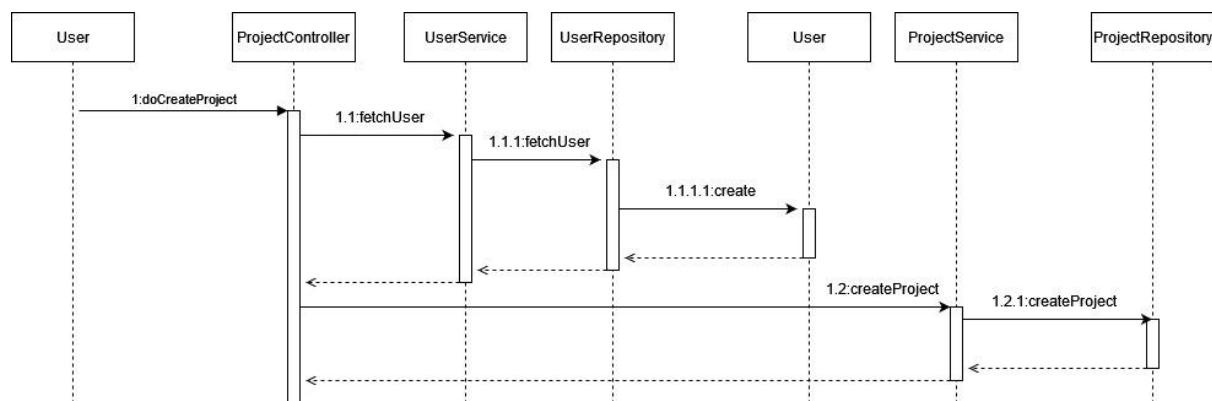 User
ProjectController
UserService
UserRepository
User
ProjectService
ProjectRepository
1:doCreateProject
1.1:fetchUser
1.1.1:fetchUser
1.1.1.1:create
1.2:createProject
1.2.1:createProject